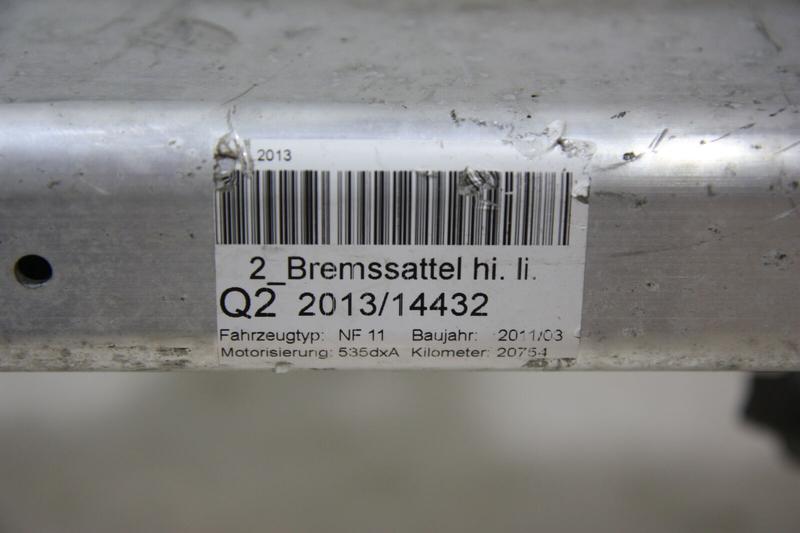 2013
2_Bremssattel hi. li.
Q2 2013/14432
Fahrzeugtyp: NF 11 Baujahr: 2011/03
Motorisierung: 535dxA Kilometer: 20754